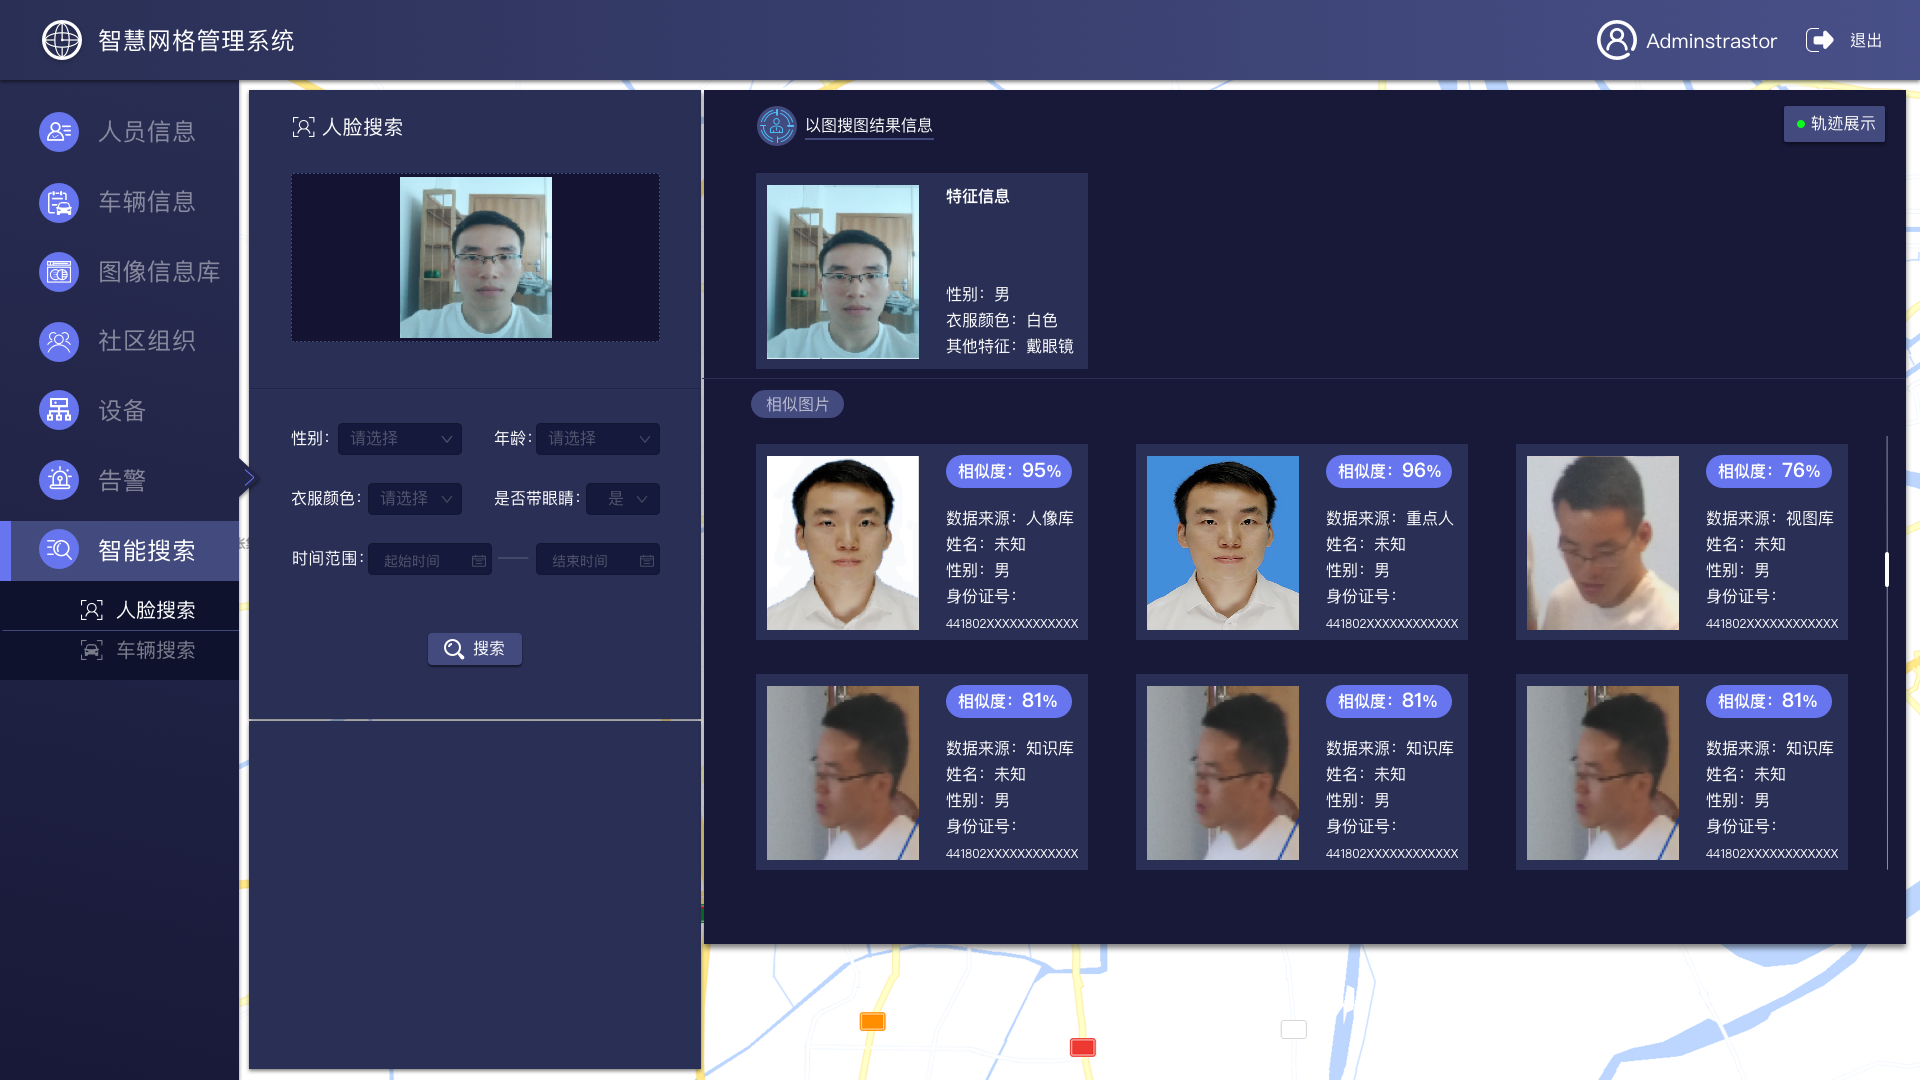 智慧网格管理系统
Adminstrastor
退出
人员信息
车辆信息
图像信息库
社区组织
设备
告警
智能搜索
人脸搜索
车辆搜索
人脸搜索
性别: 请选择
年龄: 请选择
衣服颜色: 请选择
是否带眼睛: 是
时间范围: 起始时间 — 结束时间
搜索
以图搜图结果信息
轨迹展示
特征信息
性别: 男
衣服颜色: 白色
其他特征: 戴眼镜
相似图片
相似度: 95%
数据来源: 人像库
姓名: 未知
性别: 男
身份证号:
441802XXXXXXXXXXXX
相似度: 96%
数据来源: 重点人
姓名: 未知
性别: 男
身份证号:
441802XXXXXXXXXXXX
相似度: 76%
数据来源: 视图库
姓名: 未知
性别: 男
身份证号:
441802XXXXXXXXXXXX
相似度: 81%
数据来源: 知识库
姓名: 未知
性别: 男
身份证号:
441802XXXXXXXXXXXX
相似度: 81%
数据来源: 知识库
姓名: 未知
性别: 男
身份证号:
441802XXXXXXXXXXXX
相似度: 81%
数据来源: 知识库
姓名: 未知
性别: 男
身份证号:
441802XXXXXXXXXXXX